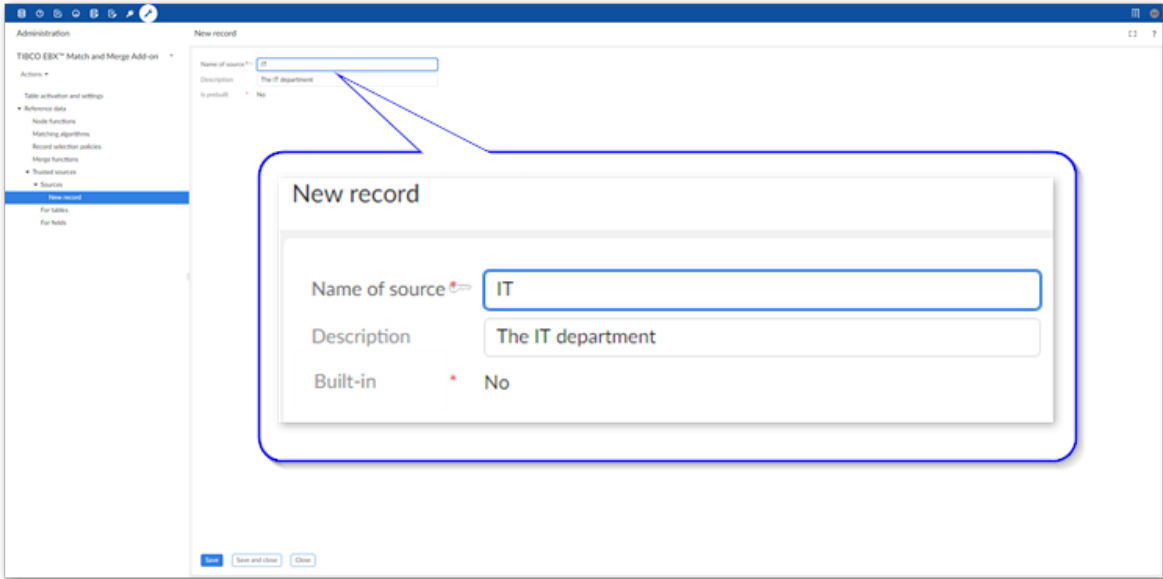 Administration
New record
?
TIBCO EBX™ Match and Merge Add-on
Actions
Table activation and settings
Reference data
Node functions
Matching algorithms
Record selection policies
Merge functions
Trusted sources
Sources
New record
For tables
For fields
Name of source * IT
Description The IT department
Is prebuilt * No
New record
Name of source * IT
Description The IT department
Built-in * No
Save Save and close Close